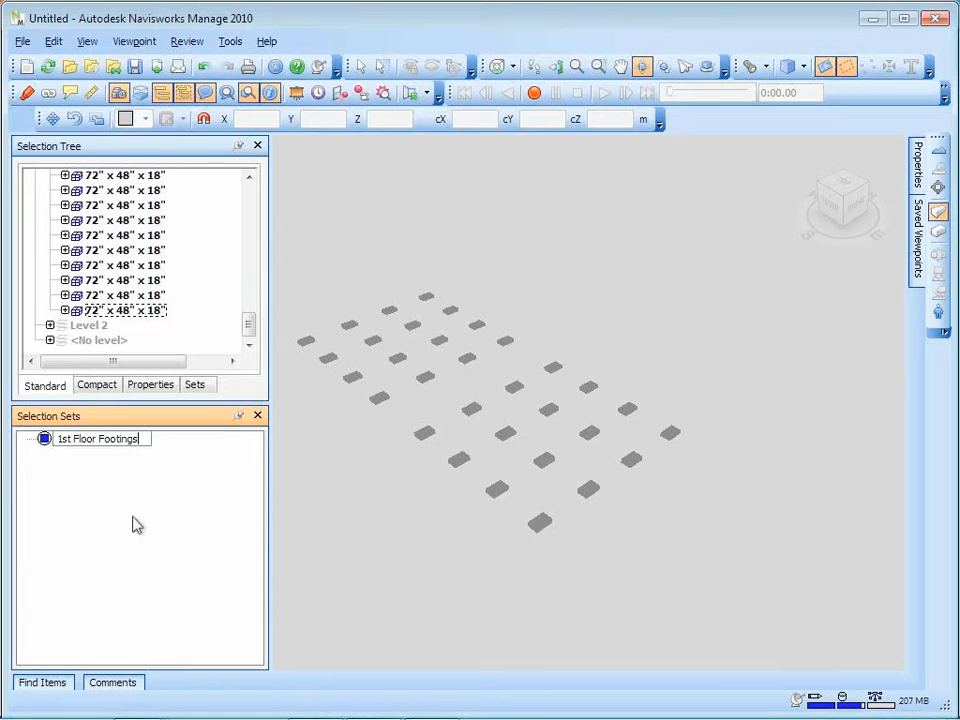 Untitled - Autodesk Navisworks Manage 2010
File Edit View Viewpoint Review Tools Help
0:00.00
X Y Z cX cY cZ m
Selection Tree
72" x 48" x 18"
72" x 48" x 18"
72" x 48" x 18"
72" x 48" x 18"
72" x 48" x 18"
72" x 48" x 18"
72" x 48" x 18"
72" x 48" x 18"
72" x 48" x 18"
72" x 48" x 18"
Level 2
<No level>
Standard Compact Properties Sets
Selection Sets
1st Floor Footings
Find Items Comments
Properties
Saved Viewpoints
207 MB